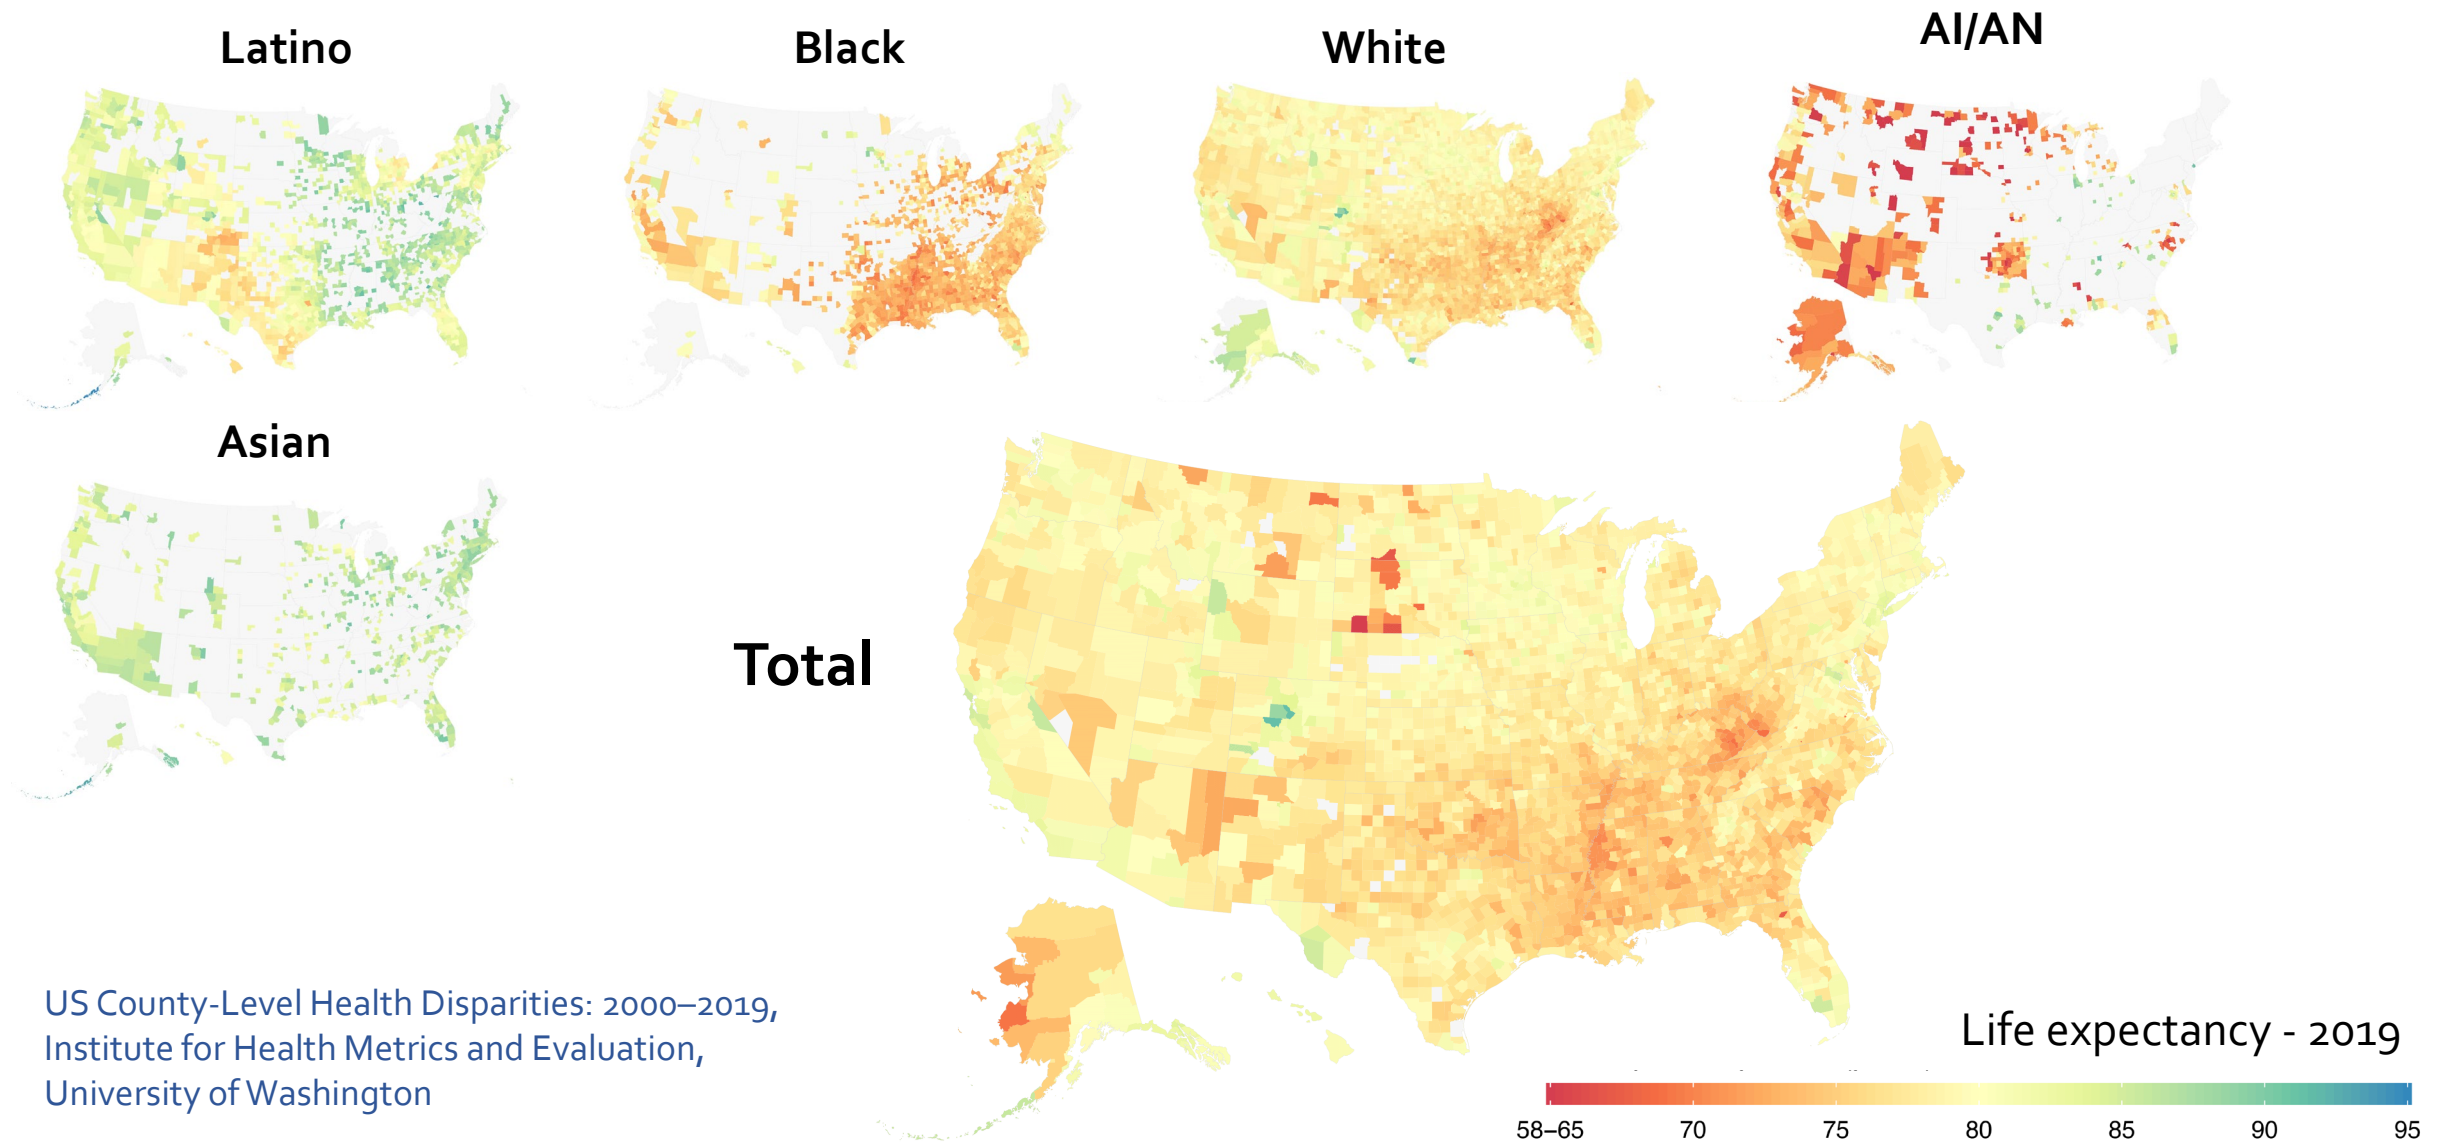 Latino
Black
White
AI/AN
Asian
Total
US County-Level Health Disparities: 2000–2019,
Institute for Health Metrics and Evaluation,
University of Washington
Life expectancy - 2019
58–65 70 75 80 85 90 95